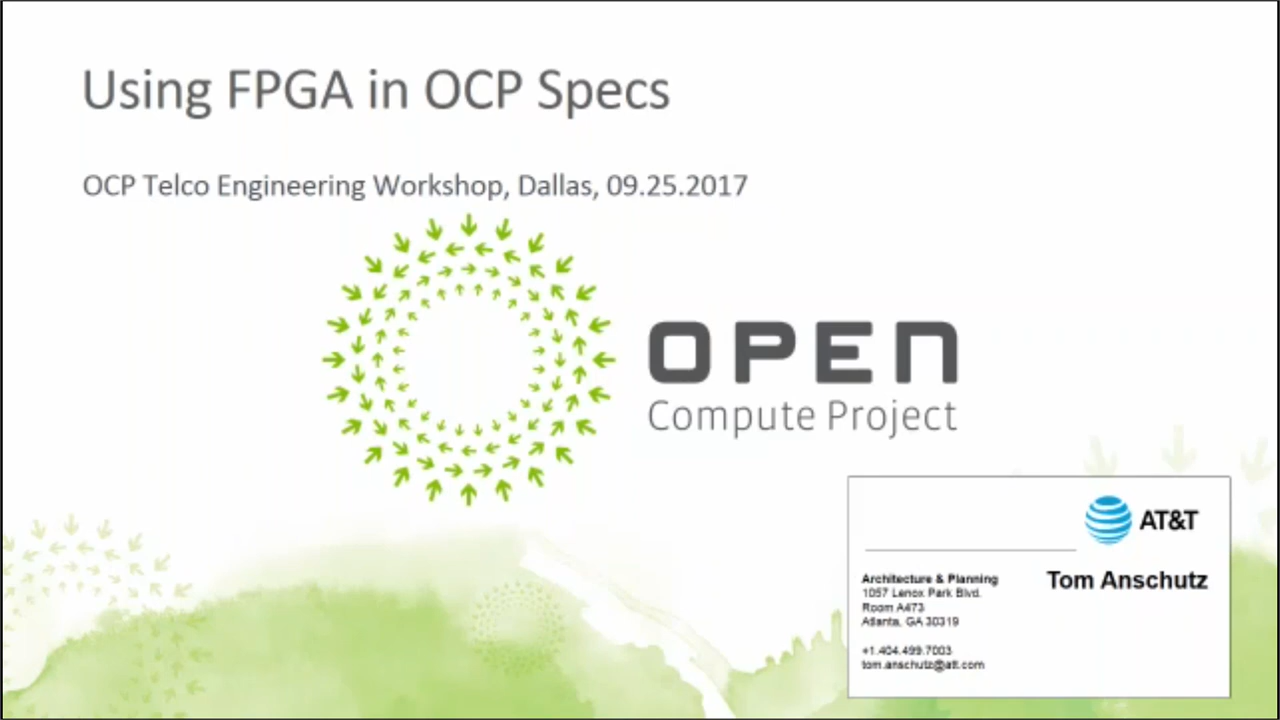 Using FPGA in OCP Specs
OCP Telco Engineering Workshop, Dallas, 09.25.2017
OPEN
Compute Project
AT&T
Tom Anschutz
Architecture & Planning
1057 Lenox Park Blvd.
Room A473
Atlanta, GA 30319
+1.404.499.7003
tom.anschutz@att.com